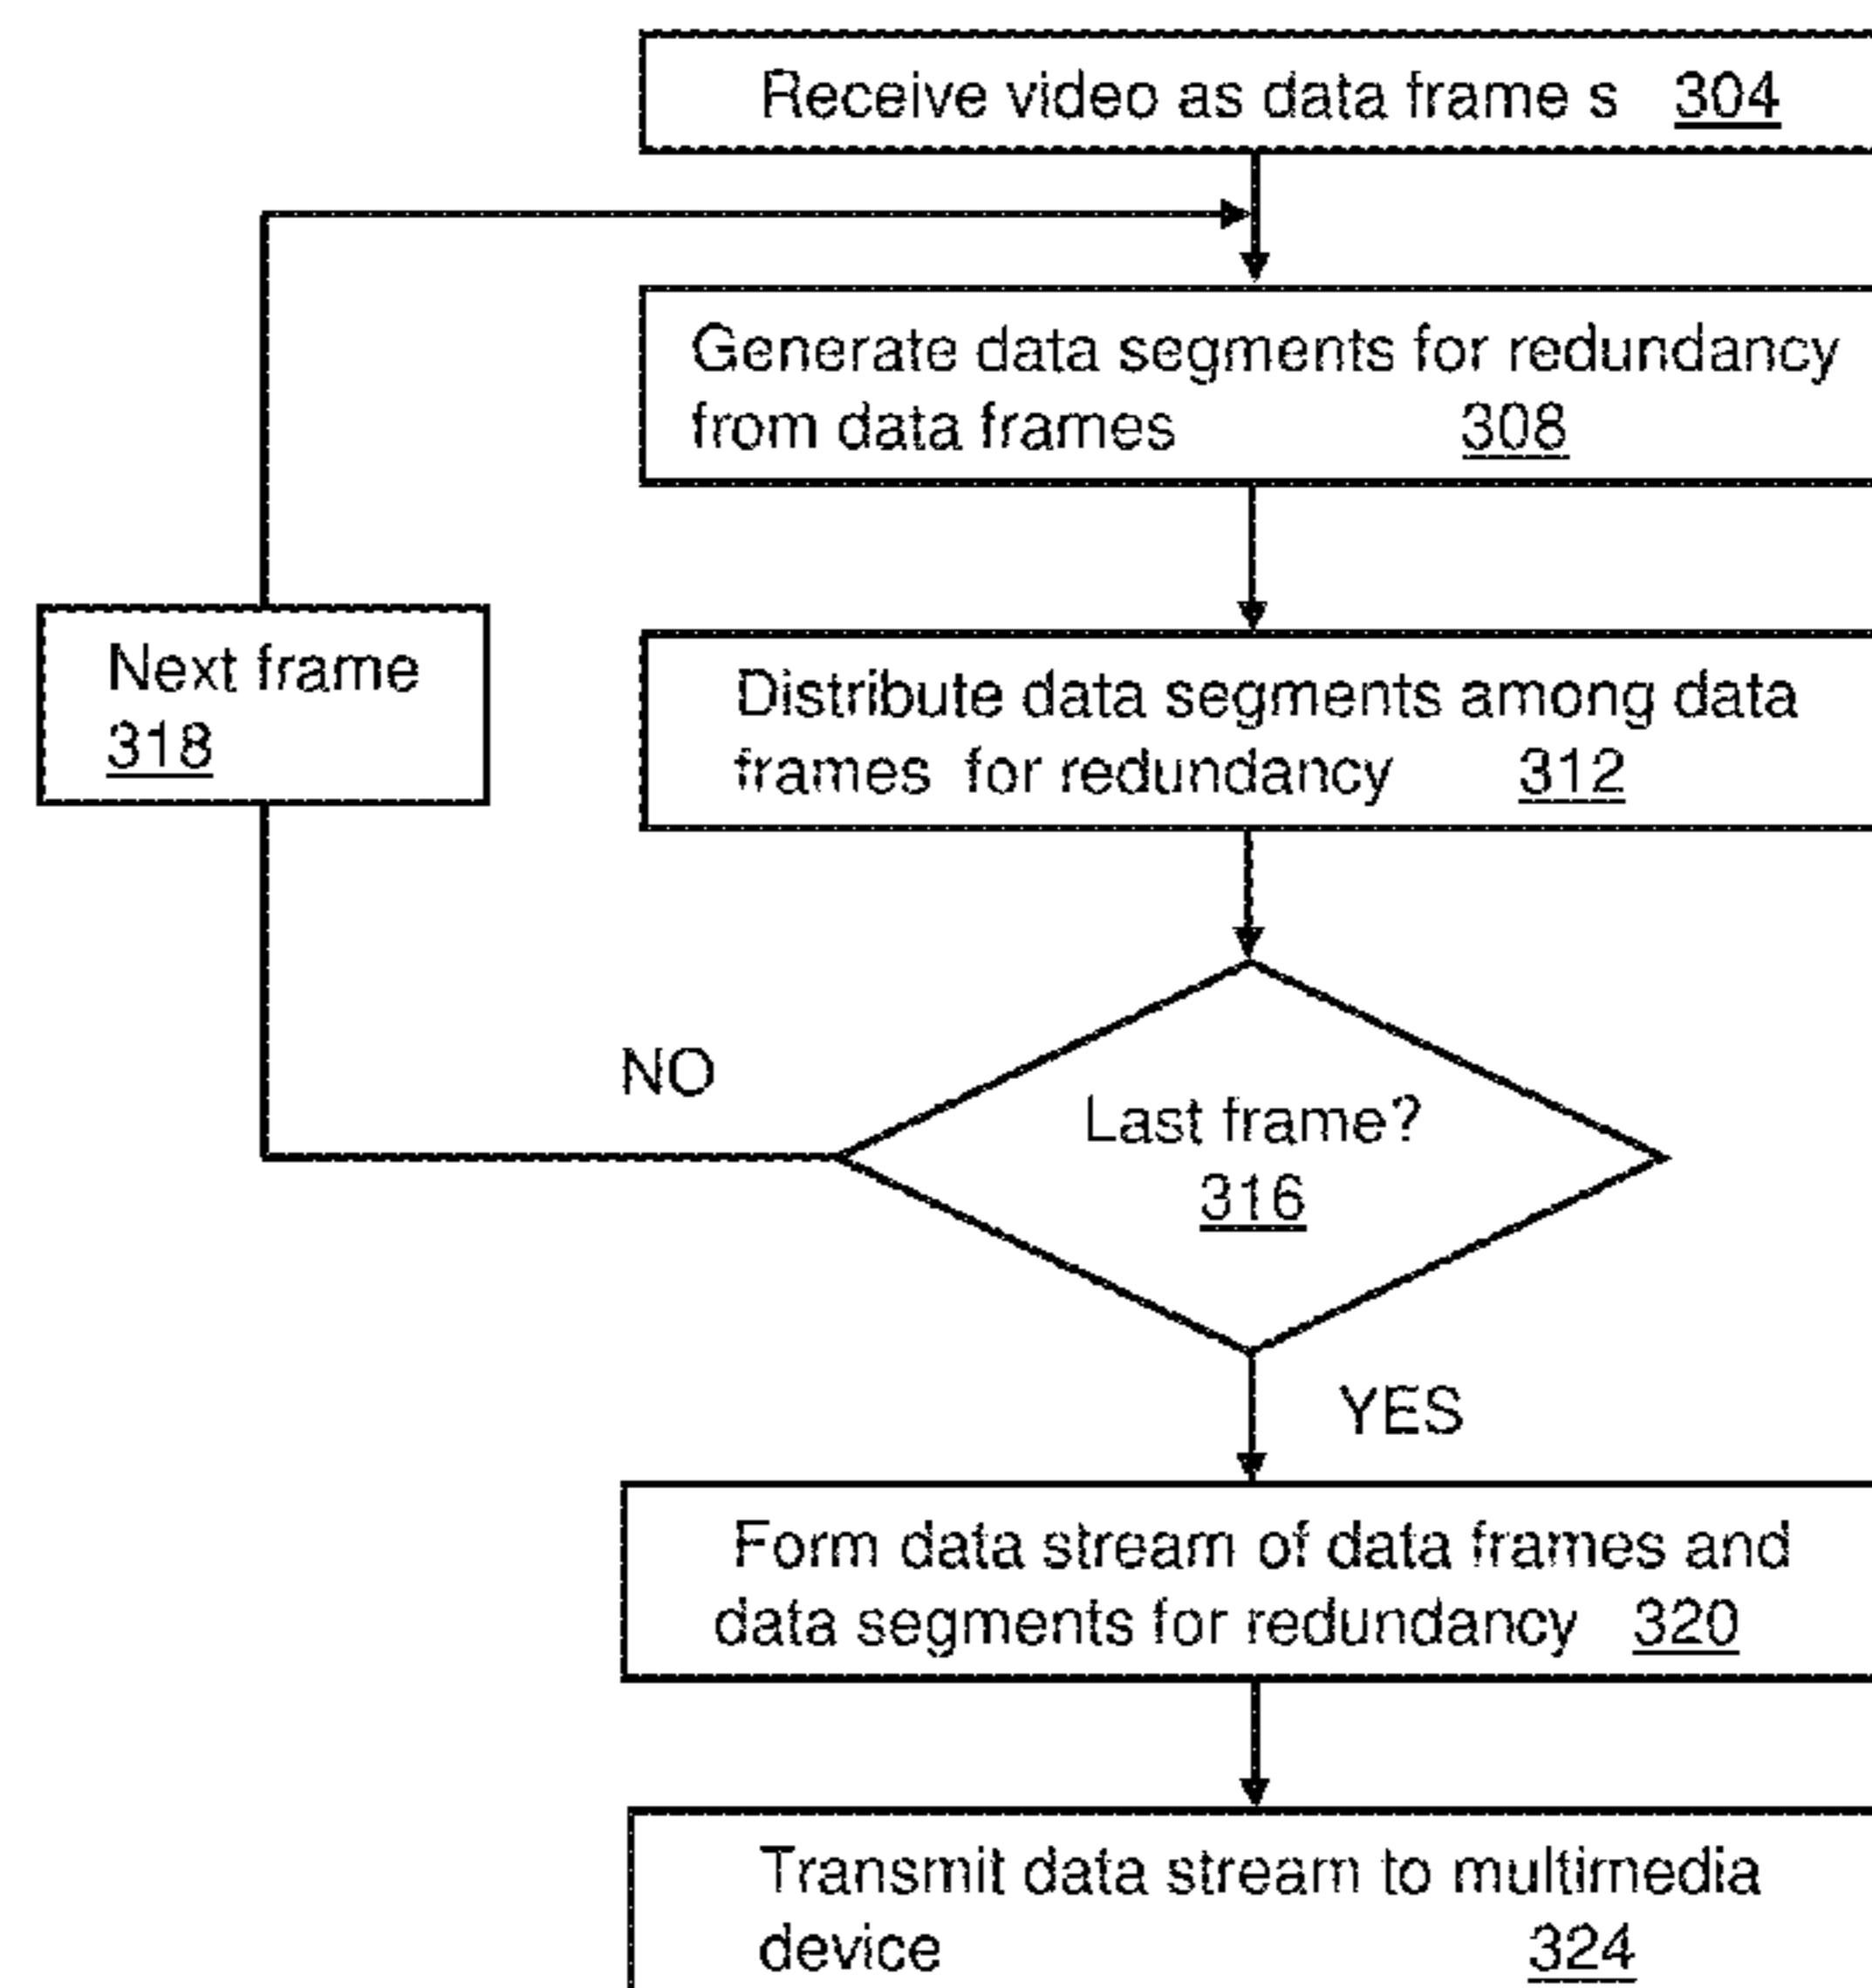 Receive video as data frame s 304
Generate data segments for redundancy
from data frames 308
Next frame
318
Distribute data segments among data
frames for redundancy 312
NO
Last frame?
316
YES
Form data stream of data frames and
data segments for redundancy 320
Transmit data stream to multimedia
device 324